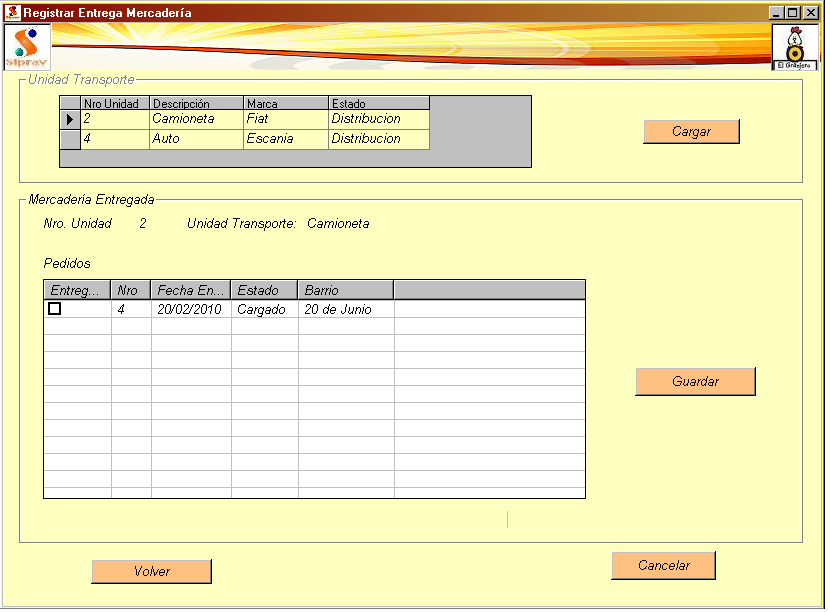 Registrar Entrega Mercadería
Siprav
El Grillajero
Unidad Transporte
Nro Unidad Descripción Marca Estado
2 Camioneta Fiat Distribucion
4 Auto Escania Distribucion
Cargar
Mercadería Entregada
Nro. Unidad 2 Unidad Transporte: Camioneta
Pedidos
Entreg... Nro Fecha En... Estado Barrio
4 20/02/2010 Cargado 20 de Junio
Guardar
Volver
Cancelar